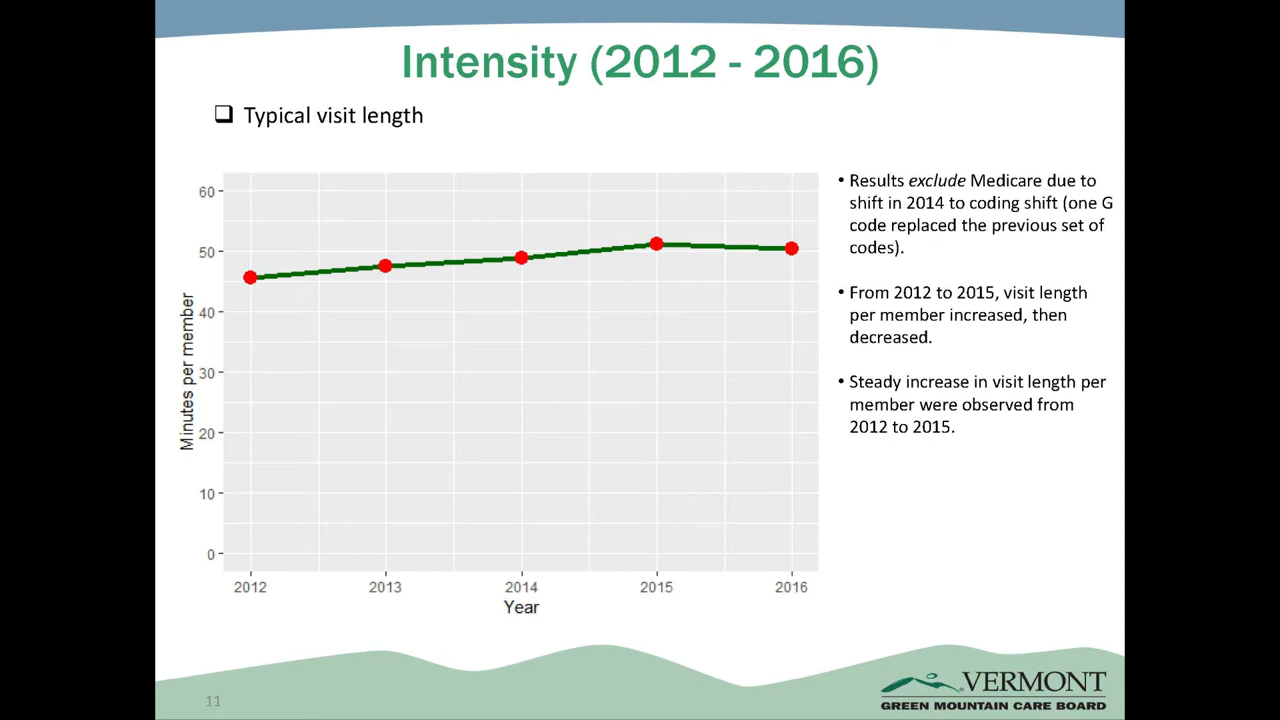 Intensity (2012 - 2016)
Typical visit length
60
50
40
30
20
10
0
Minutes per member
2012 2013 2014 2015 2016
Year
• Results exclude Medicare due to
shift in 2014 to coding shift (one G
code replaced the previous set of
codes).
• From 2012 to 2015, visit length
per member increased, then
decreased.
• Steady increase in visit length per
member were observed from
2012 to 2015.
11
VERMONT
GREEN MOUNTAIN CARE BOARD